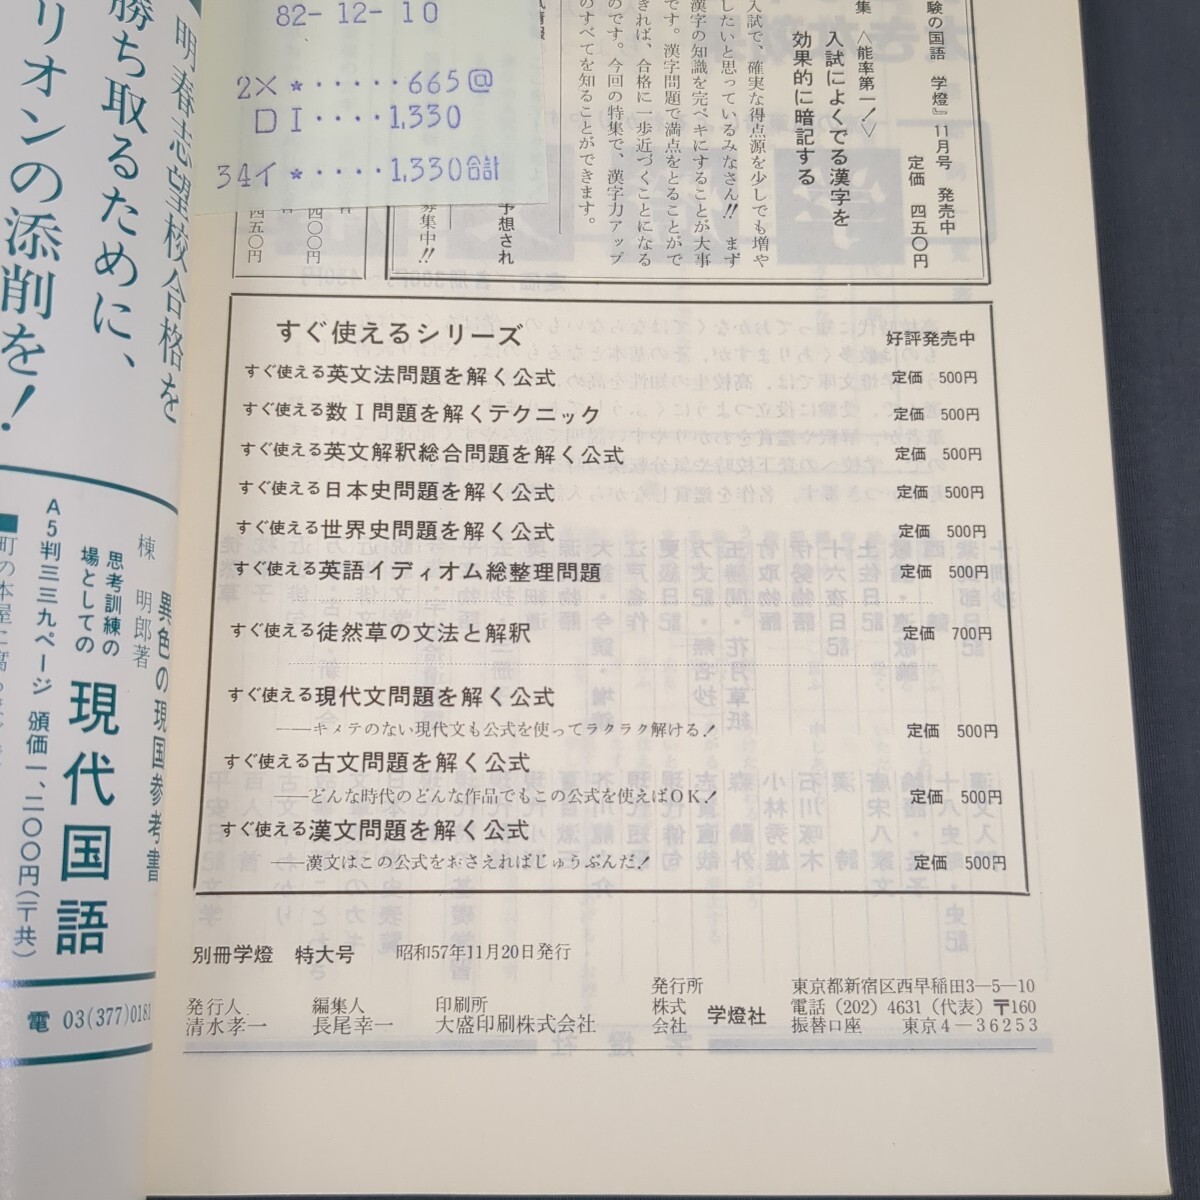 82-12-10
2× *·····665@
DI····1,330
34イ *····1,330合計
験の国語 学燈』11月号 発売中
定価 四五〇円
集 〈能率第一!〉
入試によくでる漢字を
効果的に暗記する
入試で、確実な得点源を少しでも増や
したいと思っているみなさん!! まず
漢字の知識を完ペキにすることが大事
です。漢字問題で満点をとることがで
きれば、合格に一歩近づくことになる
のです。今回の特集で、漢字力アップ
のすべてを知ることができます。
予想され
募集中!!
四〇〇円
四五〇円
すぐ使えるシリーズ 好評発売中
すぐ使える英文法問題を解く公式 定価 500円
すぐ使える数Ⅰ問題を解くテクニック 定価 500円
すぐ使える英文解釈総合問題を解く公式 定価 500円
すぐ使える日本史問題を解く公式 定価 500円
すぐ使える世界史問題を解く公式 定価 500円
すぐ使える英語イディオム総整理問題 定価 500円
すぐ使える徒然草の文法と解釈 定価 700円
すぐ使える現代文問題を解く公式
――キメテのない現代文も公式を使ってラクラク解ける! 定価 500円
すぐ使える古文問題を解く公式
――どんな時代のどんな作品でもこの公式を使えばOK! 定価 500円
すぐ使える漢文問題を解く公式
――漢文はこの公式をおさえればじゅうぶんだ! 定価 500円
別冊学燈 特大号 昭和57年11月20日発行
発行人
清水孝一
編集人
長尾幸一
印刷所
大盛印刷株式会社
発行所
株式
会社 学燈社
東京都新宿区西早稲田3―5―10
電話 (202) 4631 (代表) 〒160
振替口座 東京4―36253
明春志望校合格を
勝ち取るために、
リオンの添削を!
異色の現国参考書
棟 明郎著
思考訓練の
場としての
現代国語
A5判三三九ページ 頒価一、二〇〇円(〒共)
電 03(377)0181